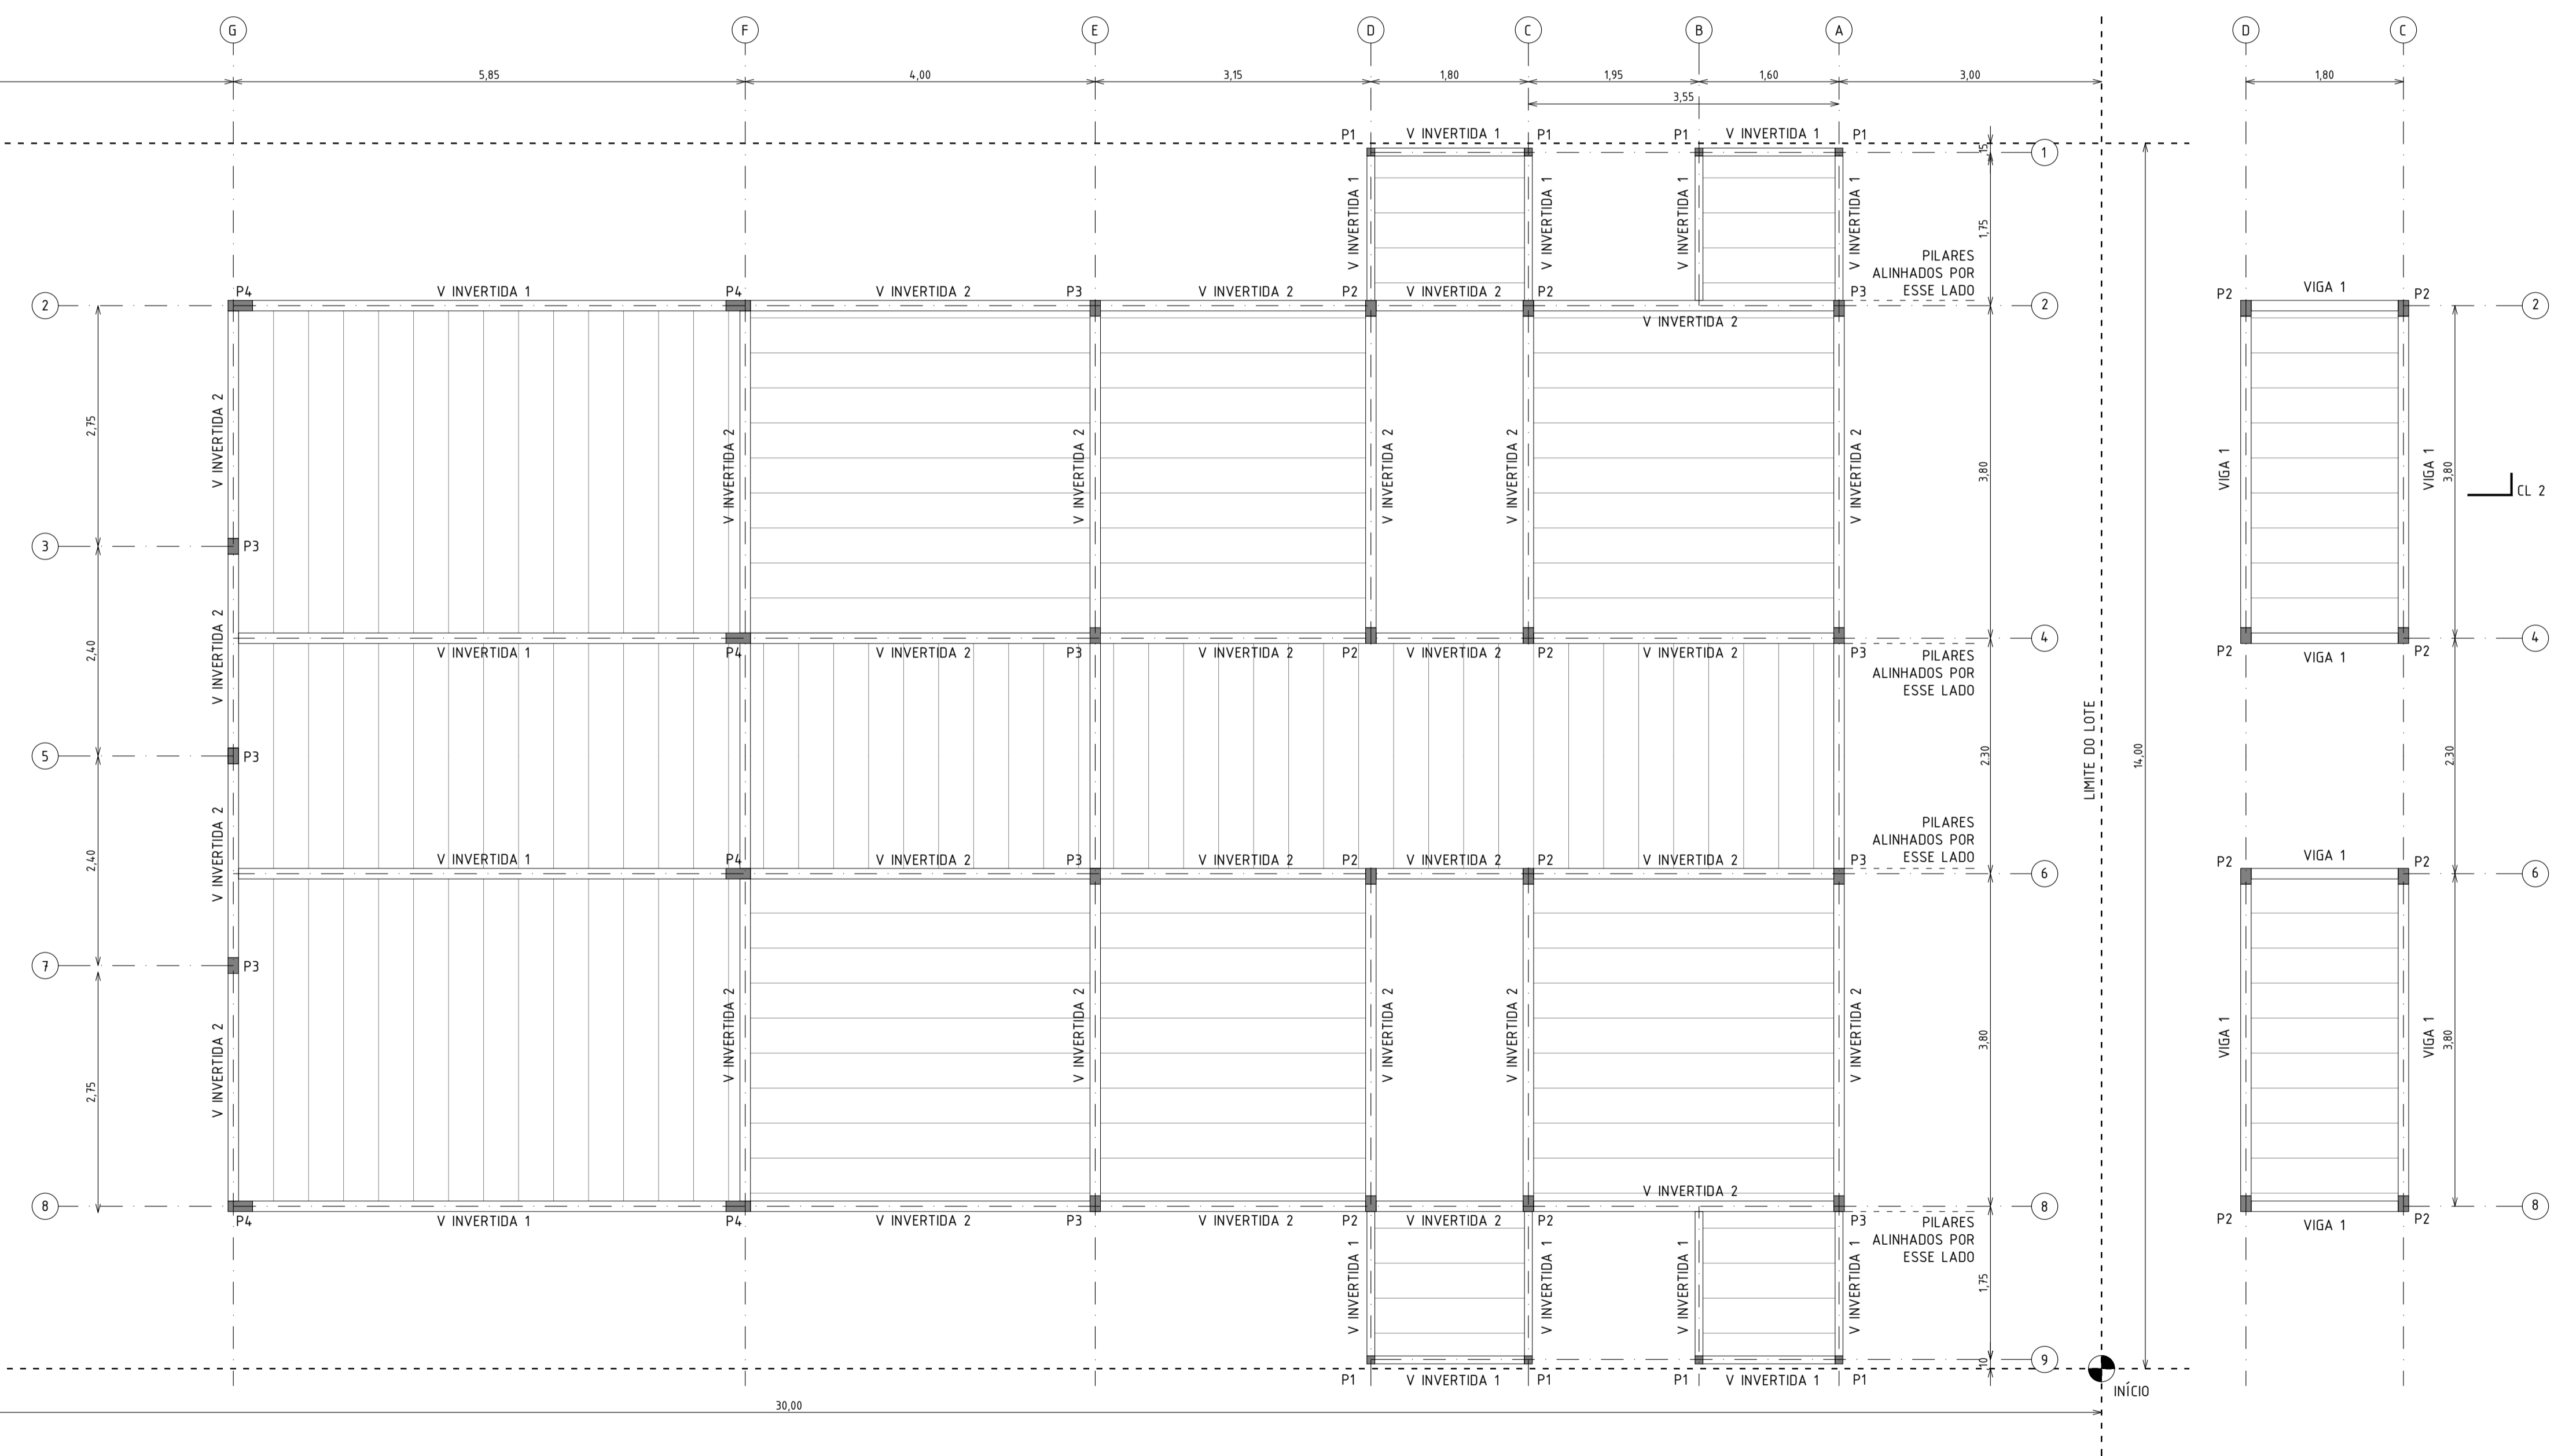 G F E D C B A D C
5,85 4,00 3,15 1,80 1,95 1,60 3,00 1,80
3,55
P1 V INVERTIDA 1 P1 P1 V INVERTIDA 1 P1
15
1
V INVERTIDA 1
V INVERTIDA 1
V INVERTIDA 1
V INVERTIDA 1
1,75
PILARES
ALINHADOS POR
ESSE LADO
P4 V INVERTIDA 1 P4 V INVERTIDA 2 P3 V INVERTIDA 2 P2 V INVERTIDA 2 P2 P3
P2 VIGA 1 P2
2 2 2
V INVERTIDA 2
2,75
V INVERTIDA 2
V INVERTIDA 2
V INVERTIDA 2
V INVERTIDA 2
V INVERTIDA 2
V INVERTIDA 2
3,80
VIGA 1
VIGA 1
3,80
CL 2
3 P3
4 4
V INVERTIDA 1 P4 V INVERTIDA 2 P3 V INVERTIDA 2 P2 V INVERTIDA 2 P2 V INVERTIDA 2 P3
P2 VIGA 1 P2
PILARES
ALINHADOS POR
ESSE LADO
2,40
V INVERTIDA 2
5 P3
2,30
LIMITE DO LOTE
14,00
2,30
PILARES
ALINHADOS POR
ESSE LADO
2,40
V INVERTIDA 2
V INVERTIDA 1 P4 V INVERTIDA 2 P3 V INVERTIDA 2 P2 V INVERTIDA 2 P2 V INVERTIDA 2 P3
P2 VIGA 1 P2
6 6
7 P3
2,75
V INVERTIDA 2
V INVERTIDA 2
V INVERTIDA 2
V INVERTIDA 2
V INVERTIDA 2
V INVERTIDA 2
3,80
VIGA 1
VIGA 1
3,80
V INVERTIDA 2
8 8 8
P4 V INVERTIDA 1 P4 V INVERTIDA 2 P3 V INVERTIDA 2 P2 V INVERTIDA 2 P2 P3
P2 VIGA 1 P2
PILARES
ALINHADOS POR
ESSE LADO
V INVERTIDA 1
V INVERTIDA 1
V INVERTIDA 1
V INVERTIDA 1
1,75
9
10
P1 V INVERTIDA 1 P1 P1 V INVERTIDA 1 P1
INÍCIO
30,00